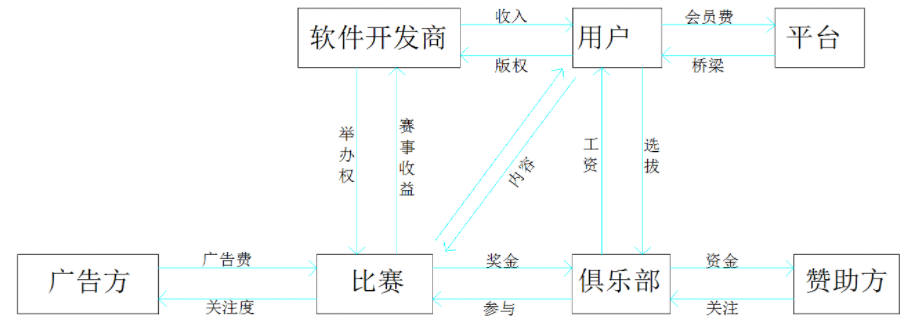 收入
会员费
软件开发商
用户
平台
版权
桥梁
举办权
赛事收益
内容
工资
选拔
广告费
奖金
资金
广告方
比赛
俱乐部
赞助方
关注度
参与
关注